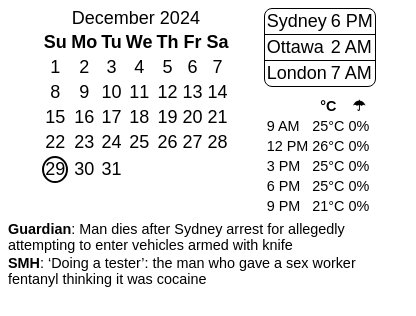 December 2024
Su Mo Tu We Th Fr Sa
1 2 3 4 5 6 7
8 9 10 11 12 13 14
15 16 17 18 19 20 21
22 23 24 25 26 27 28
29 30 31
Sydney 6 PM
Ottawa 2 AM
London 7 AM
°C ☂
9 AM 25°C 0%
12 PM 26°C 0%
3 PM 25°C 0%
6 PM 25°C 0%
9 PM 21°C 0%
Guardian: Man dies after Sydney arrest for allegedly
attempting to enter vehicles armed with knife
SMH: ‘Doing a tester’: the man who gave a sex worker
fentanyl thinking it was cocaine